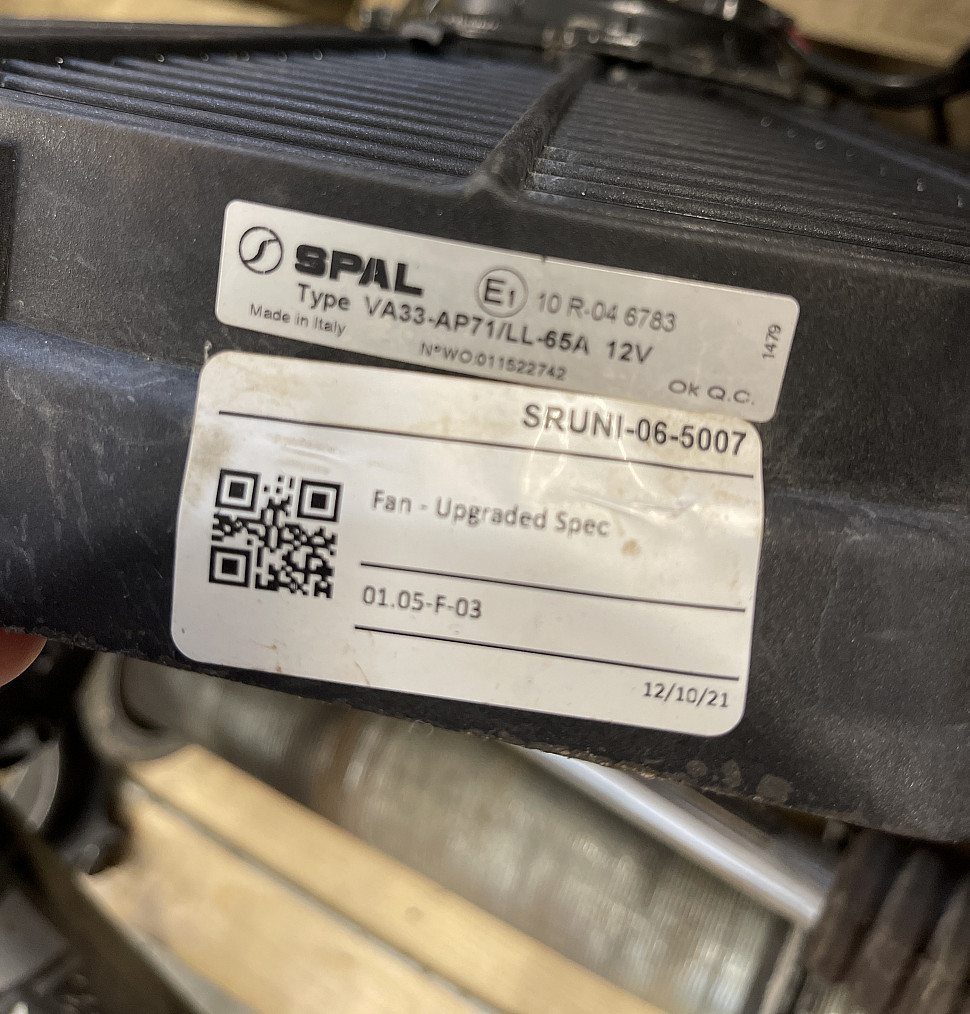 SPAL E1 10 R-04 6783
Type VA33-AP71/LL-65A 12V
Made in Italy N°WO:011522742
1479
Ok Q.C.
SRUNI-06-5007
Fan - Upgraded Spec
01.05-F-03
12/10/21